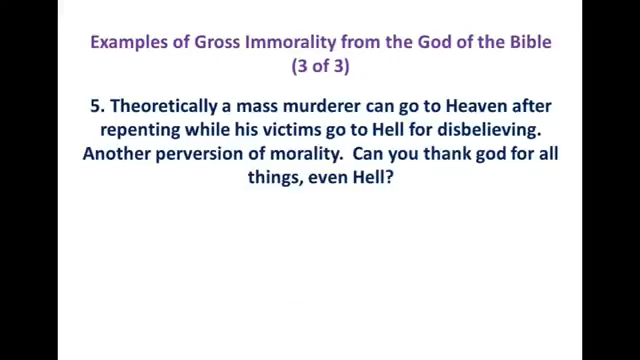 Examples of Gross Immorality from the God of the Bible
(3 of 3)
5. Theoretically a mass murderer can go to Heaven after
repenting while his victims go to Hell for disbelieving.
Another perversion of morality.  Can you thank god for all
things, even Hell?